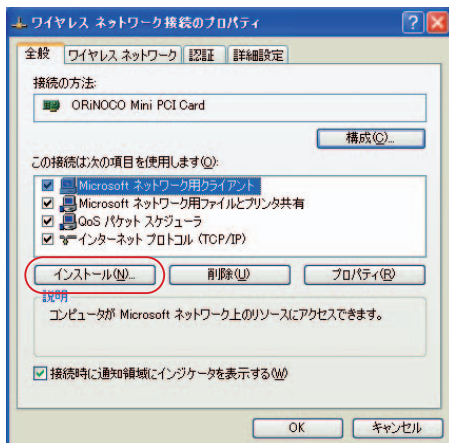 ワイヤレス ネットワーク接続のプロパティ
全般 ワイヤレス ネットワーク 認証 詳細設定
接続の方法:
ORiNOCO Mini PCI Card
構成(C)...
この接続は次の項目を使用します(O):
Microsoft ネットワーク用クライアント
Microsoft ネットワーク用ファイルとプリンタ共有
QoS パケット スケジューラ
インターネット プロトコル (TCP/IP)
インストール(N)... 削除(U) プロパティ(R)
説明
コンピュータが Microsoft ネットワーク上のリソースにアクセスできます。
接続時に通知領域にインジケータを表示する(W)
OK キャンセル